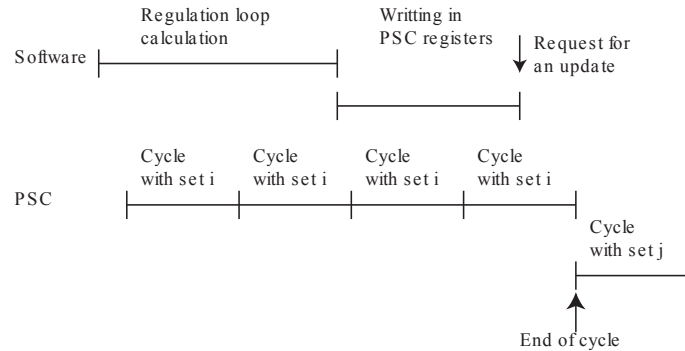 Regulation loop
calculation
Writting in
PSC registers
Software
Request for
an update
Cycle
with set i
Cycle
with set i
Cycle
with set i
Cycle
with set i
PSC
Cycle
with set j
End of cycle